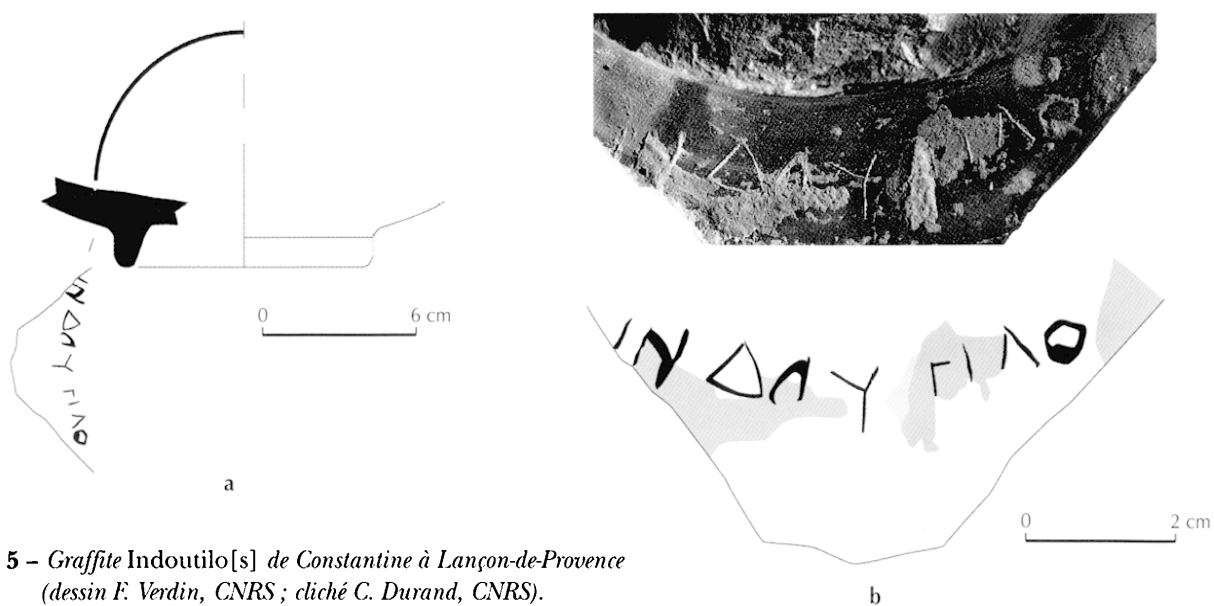 0 6 cm
ΙΝΔΟΥΤΙΛΟ
a
ΙΝΔΟΥΤΙΛΟ
0 2 cm
b
5 – Graffite Indoutilo[s] de Constantine à Lançon-de-Provence
(dessin F. Verdin, CNRS ; cliché C. Durand, CNRS).